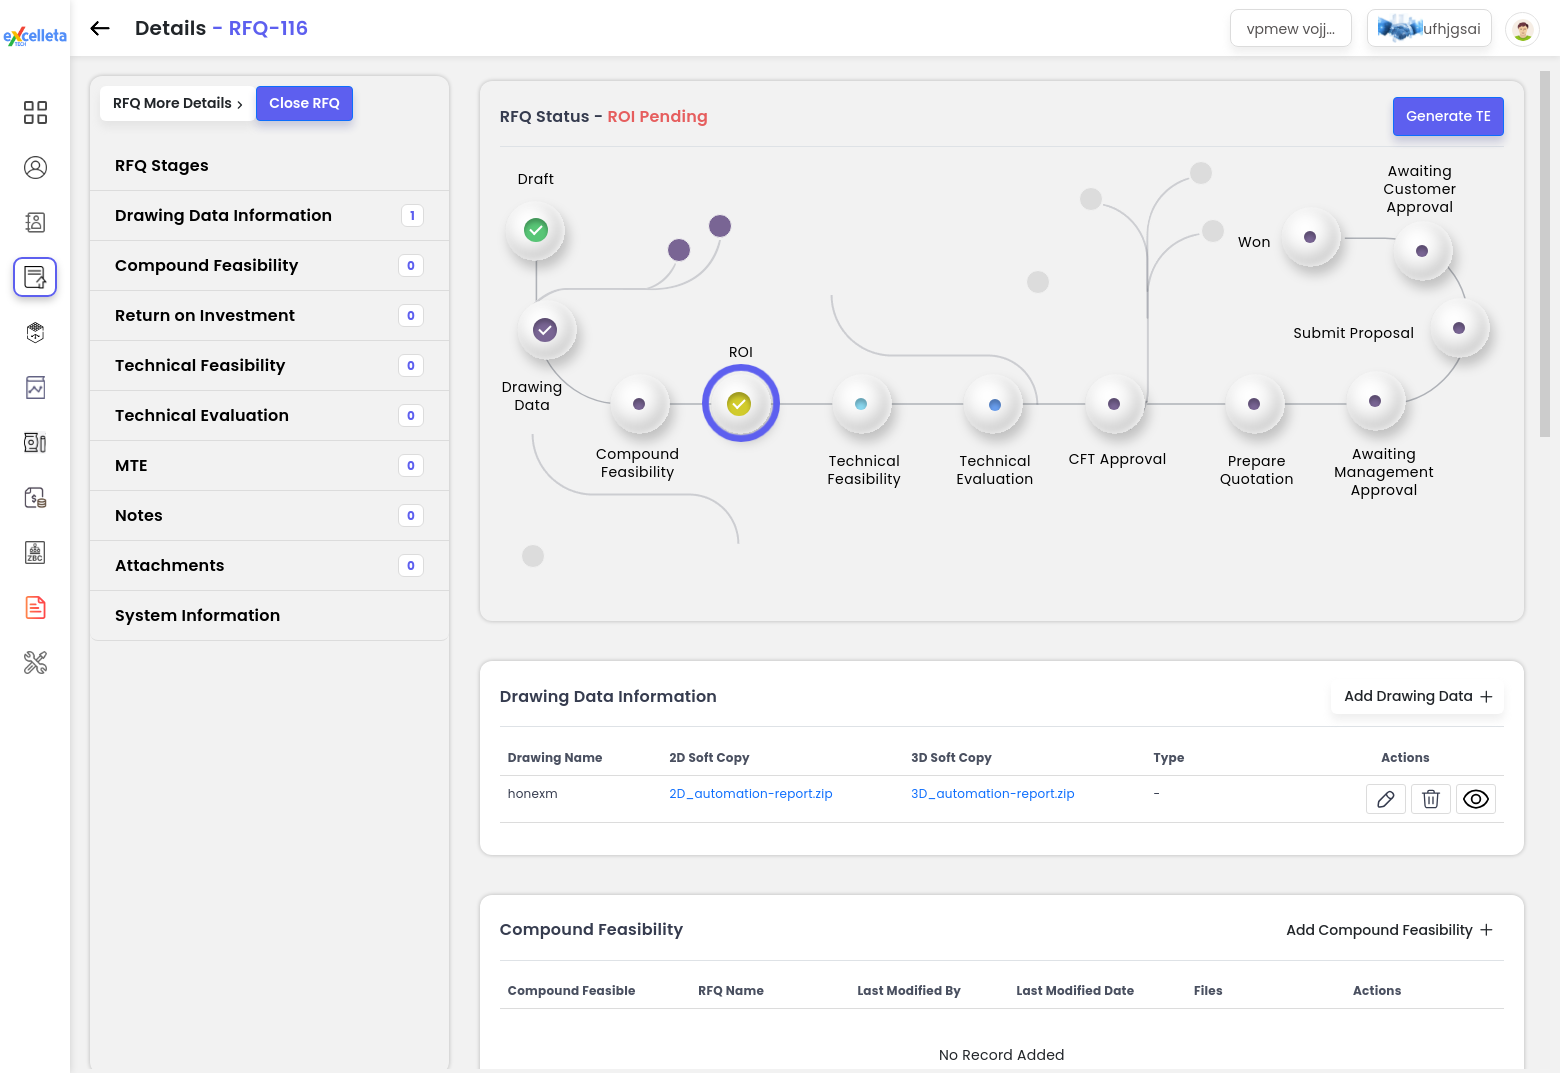 excelleta
TECH
Details - RFQ-116
vpmew vojj...
ufhjgsai
RFQ More Details ›
Close RFQ
RFQ Stages
Drawing Data Information 1
Compound Feasibility 0
Return on Investment 0
Technical Feasibility 0
Technical Evaluation 0
MTE 0
Notes 0
Attachments 0
System Information
ZBC
RFQ Status - ROI Pending
Generate TE
Draft
Drawing
Data
Compound
Feasibility
ROI
Technical
Feasibility
Technical
Evaluation
CFT Approval
Prepare
Quotation
Awaiting
Management
Approval
Submit Proposal
Awaiting
Customer
Approval
Won
Drawing Data Information
Add Drawing Data +
Drawing Name 2D Soft Copy 3D Soft Copy Type Actions
honexm 2D_automation-report.zip 3D_automation-report.zip -
Compound Feasibility
Add Compound Feasibility +
Compound Feasible RFQ Name Last Modified By Last Modified Date Files Actions
No Record Added